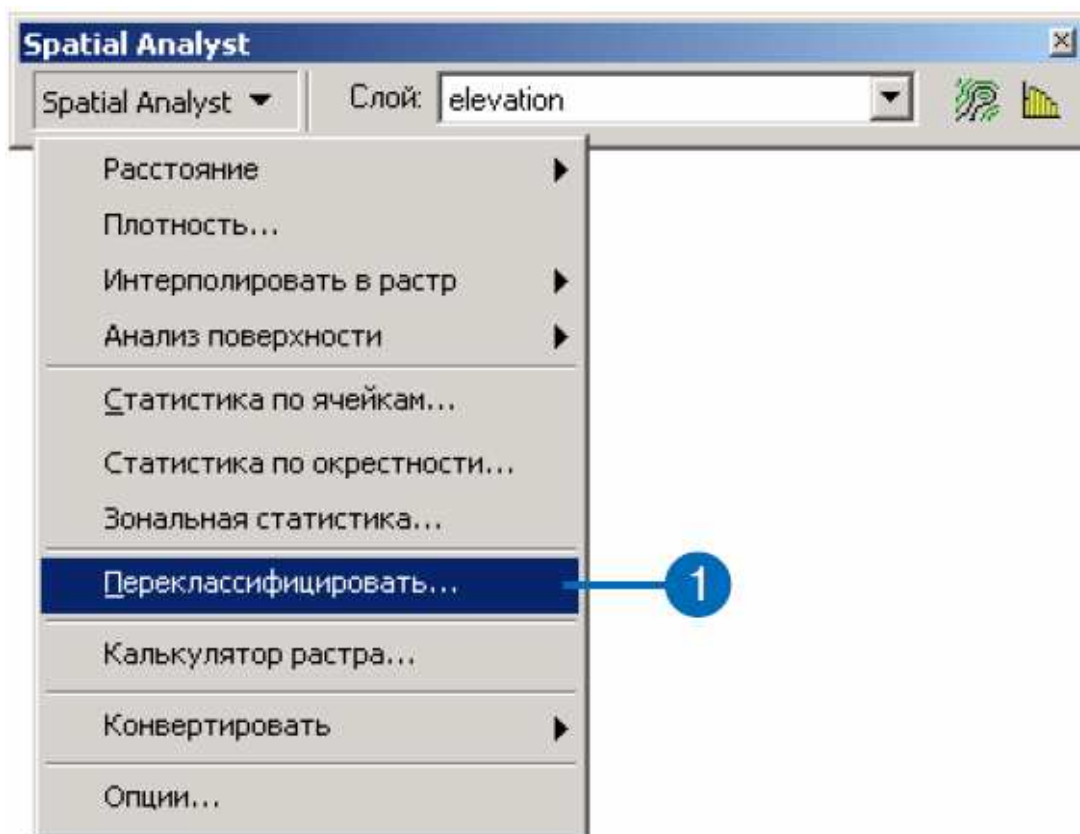 Spatial Analyst
Spatial Analyst Слой: elevation
Расстояние
Плотность...
Интерполировать в растр
Анализ поверхности
Статистика по ячейкам...
Статистика по окрестности...
Зональная статистика...
Переклассифицировать... 1
Калькулятор растра...
Конвертировать
Опции...